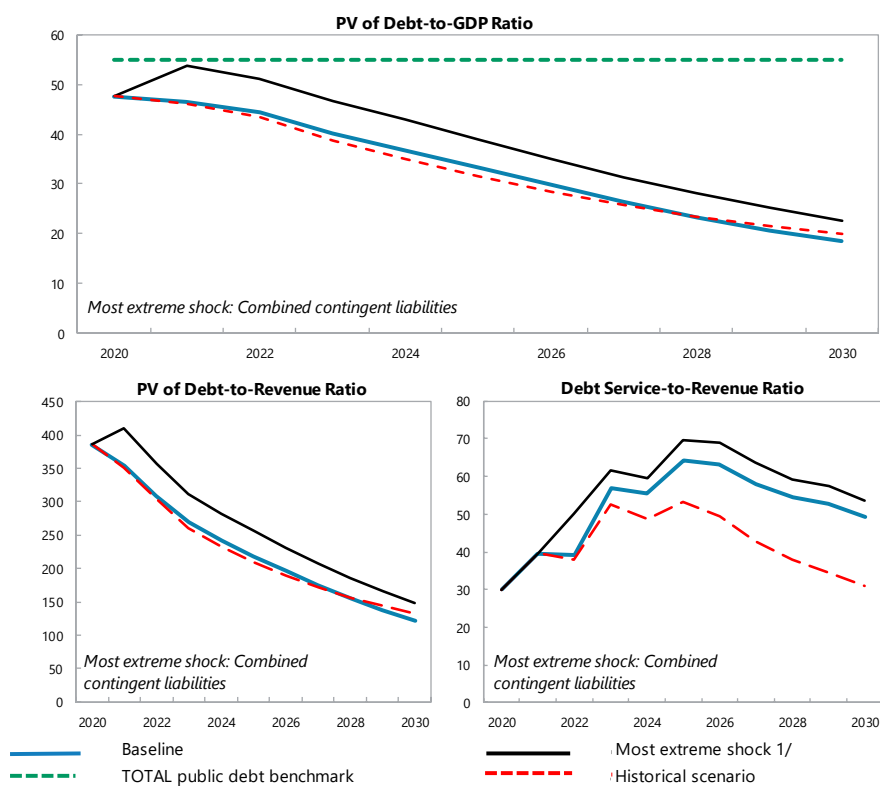 PV of Debt-to-GDP Ratio
60
50
40
30
20
10
0
Most extreme shock: Combined contingent liabilities
2020 2022 2024 2026 2028 2030
PV of Debt-to-Revenue Ratio
450
400
350
300
250
200
150
100
50
0
Most extreme shock: Combined
contingent liabilities
2020 2022 2024 2026 2028 2030
Debt Service-to-Revenue Ratio
80
70
60
50
40
30
20
10
0
Most extreme shock: Combined
contingent liabilities
2020 2022 2024 2026 2028 2030
Baseline
Most extreme shock 1/
TOTAL public debt benchmark
Historical scenario